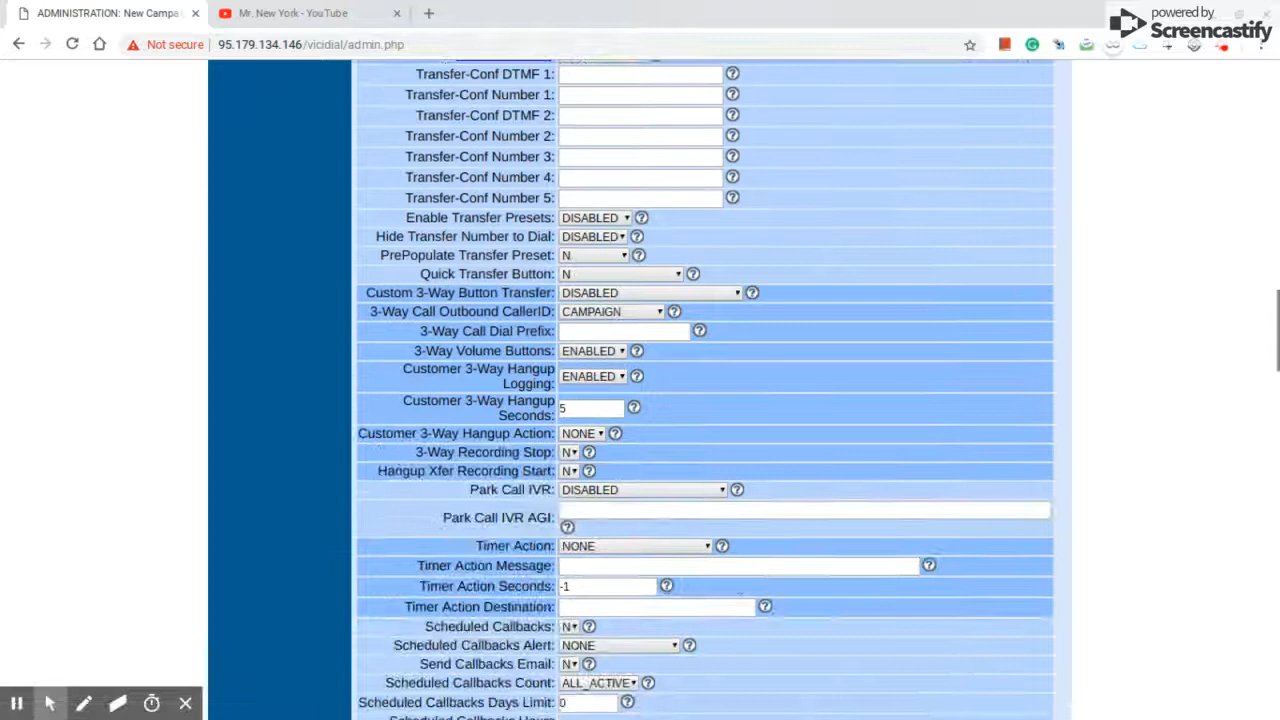 ADMINISTRATION: New Campa
Mr. New York - YouTube
powered by
Screencastify
Not secure
95.179.134.146/vicidial/admin.php
Transfer-Conf DTMF 1:
Transfer-Conf Number 1:
Transfer-Conf DTMF 2:
Transfer-Conf Number 2:
Transfer-Conf Number 3:
Transfer-Conf Number 4:
Transfer-Conf Number 5:
Enable Transfer Presets: DISABLED
Hide Transfer Number to Dial: DISABLED
PrePopulate Transfer Preset: N
Quick Transfer Button: N
Custom 3-Way Button Transfer: DISABLED
3-Way Call Outbound CallerID: CAMPAIGN
3-Way Call Dial Prefix:
3-Way Volume Buttons: ENABLED
Customer 3-Way Hangup
Logging: ENABLED
Customer 3-Way Hangup
Seconds: 5
Customer 3-Way Hangup Action: NONE
3-Way Recording Stop: N
Hangup Xfer Recording Start: N
Park Call IVR: DISABLED
Park Call IVR AGI:
Timer Action: NONE
Timer Action Message:
Timer Action Seconds: -1
Timer Action Destination:
Scheduled Callbacks: N
Scheduled Callbacks Alert: NONE
Send Callbacks Email: N
Scheduled Callbacks Count: ALL_ACTIVE
Scheduled Callbacks Days Limit: 0
Scheduled Callbacks Hours